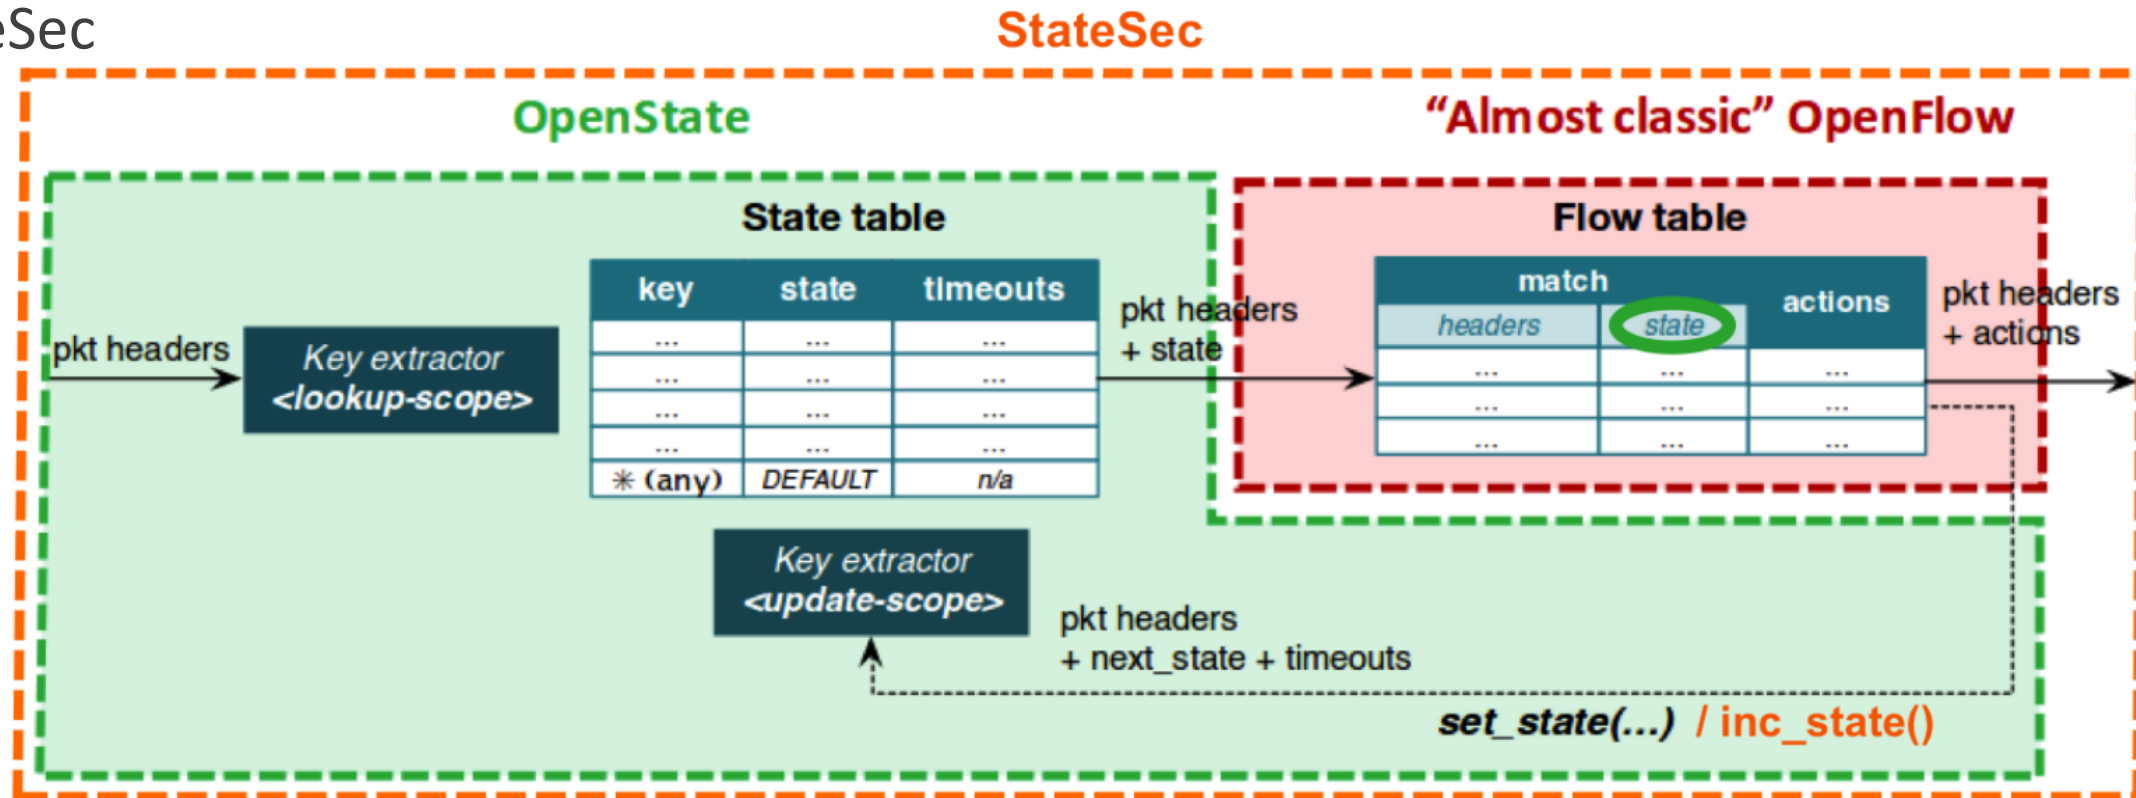 eSec
StateSec
OpenState
“Almost classic” OpenFlow
State table
Flow table
key state timeouts
... ... ...
... ... ...
... ... ...
... ... ...
* (any) DEFAULT n/a
match
headers state
actions
... ... ...
... ... ...
... ... ...
pkt headers
Key extractor
<lookup-scope>
pkt headers
+ state
pkt headers
+ actions
Key extractor
<update-scope>
pkt headers
+ next_state + timeouts
set_state(...) / inc_state()